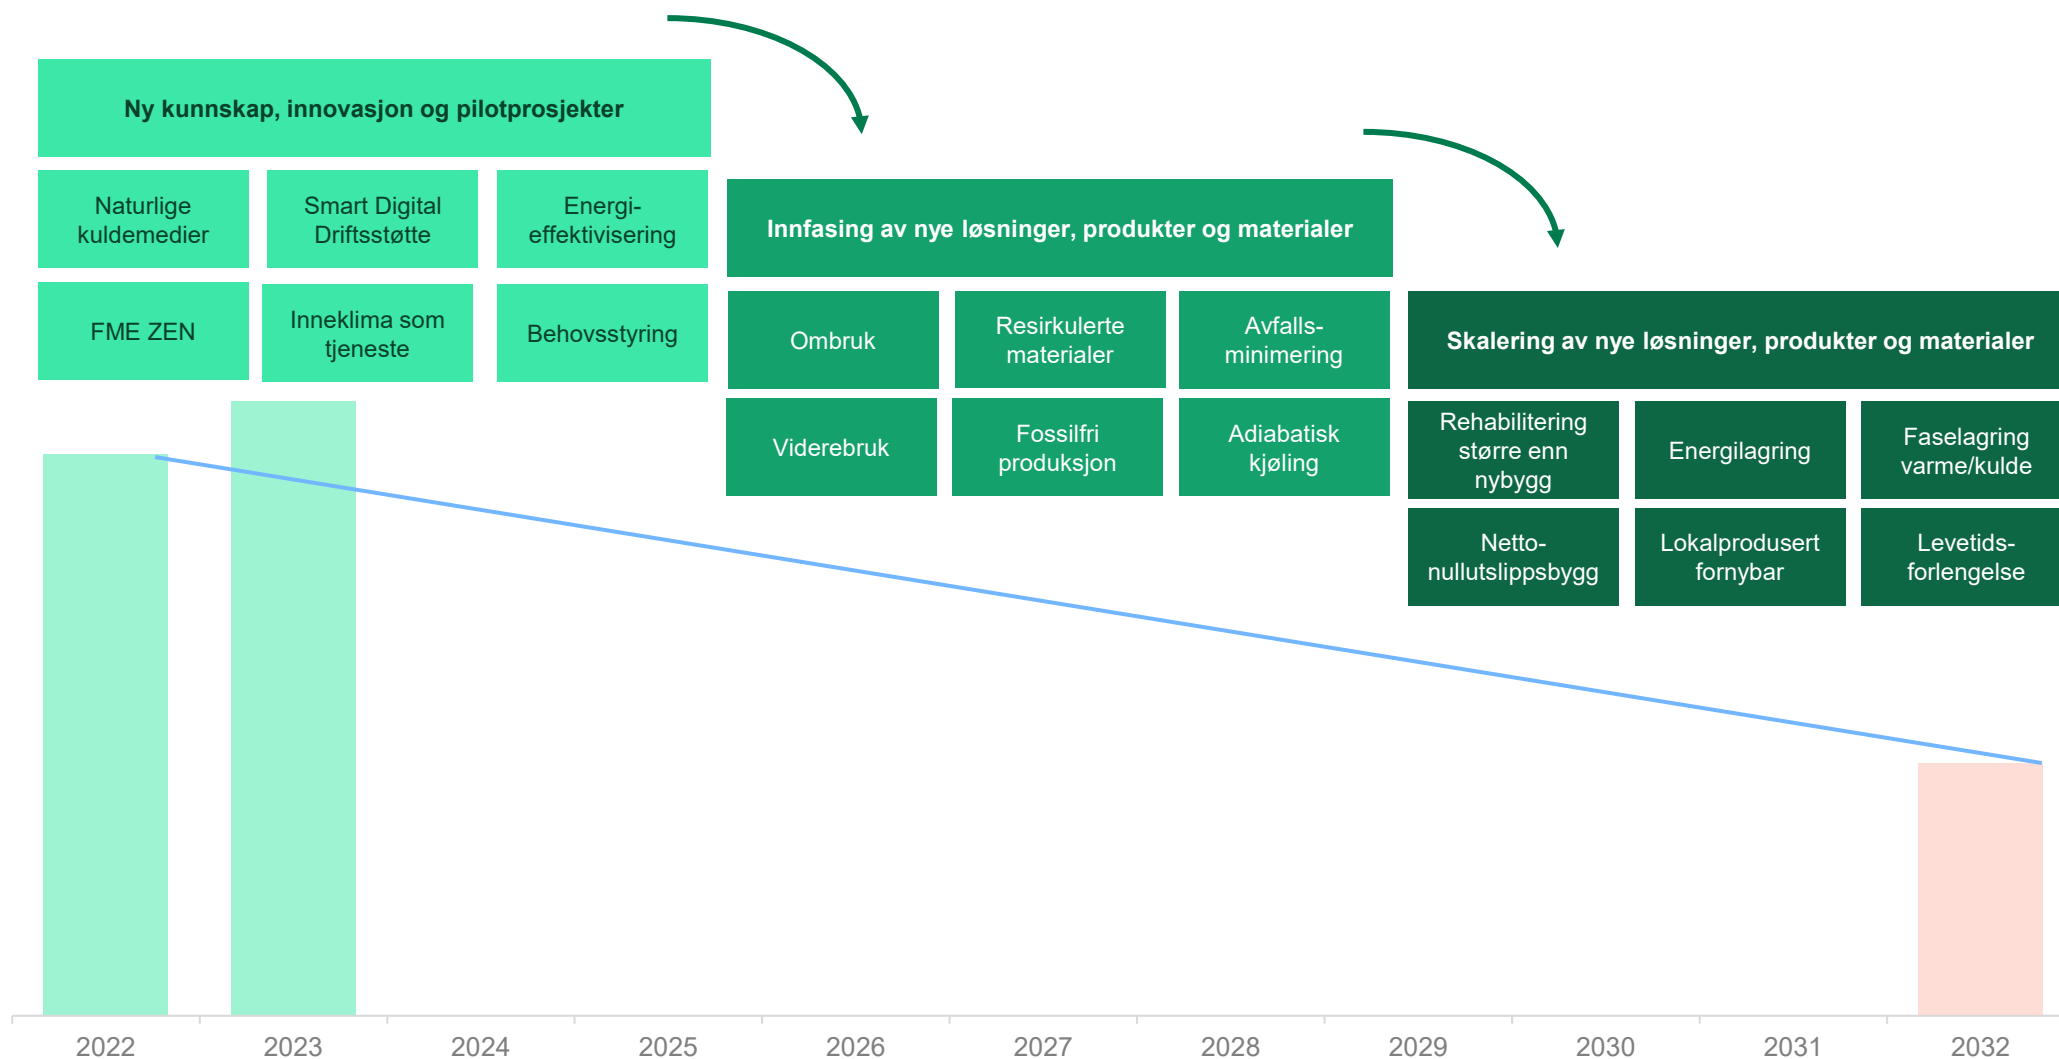 Ny kunnskap, innovasjon og pilotprosjekter
Naturlige
kuldemedier
Smart Digital
Driftsstøtte
Energi-
effektivisering
FME ZEN
Inneklima som
tjeneste
Behovsstyring
Innfasing av nye løsninger, produkter og materialer
Ombruk
Resirkulerte
materialer
Avfalls-
minimering
Viderebruk
Fossilfri
produksjon
Adiabatisk
kjøling
Skalering av nye løsninger, produkter og materialer
Rehabilitering
større enn
nybygg
Energilagring
Faselagring
varme/kulde
Netto-
nullutslippsbygg
Lokalprodusert
fornybar
Levetids-
forlengelse
2022 2023 2024 2025 2026 2027 2028 2029 2030 2031 2032